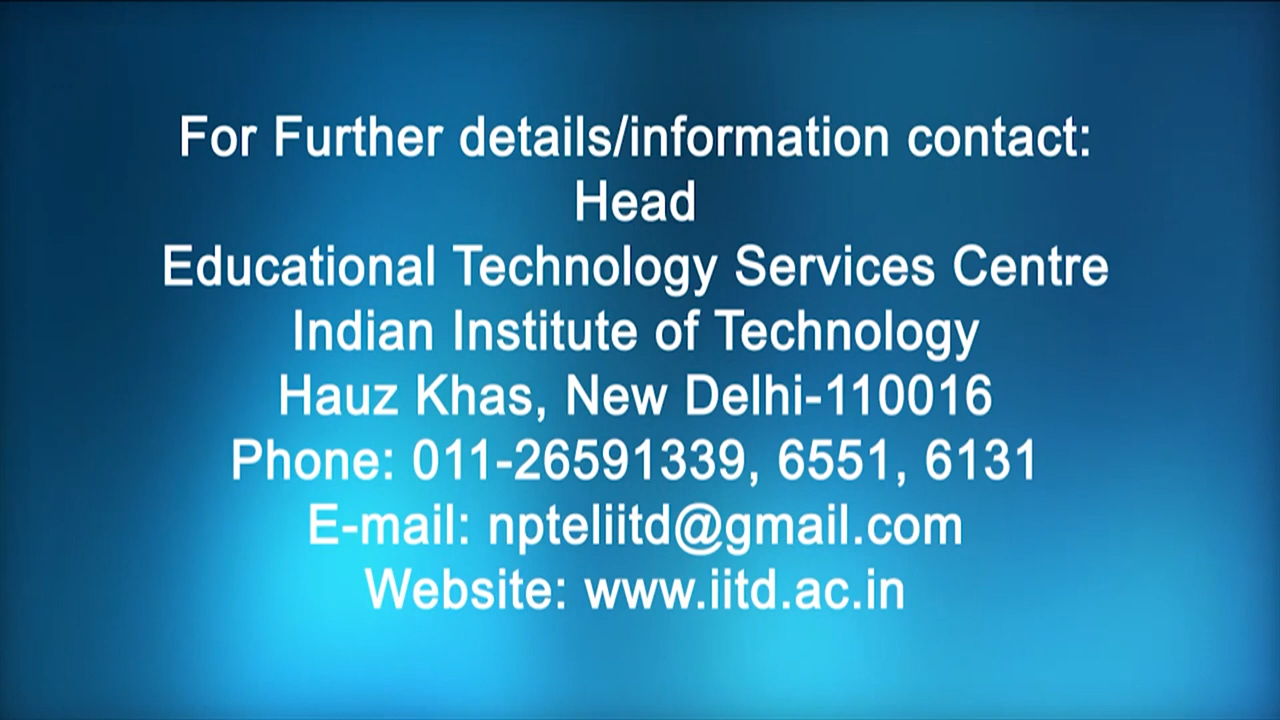 For Further details/information contact:
Head
Educational Technology Services Centre
Indian Institute of Technology
Hauz Khas, New Delhi-110016
Phone: 011-26591339, 6551, 6131
E-mail: npteliitd@gmail.com
Website: www.iitd.ac.in